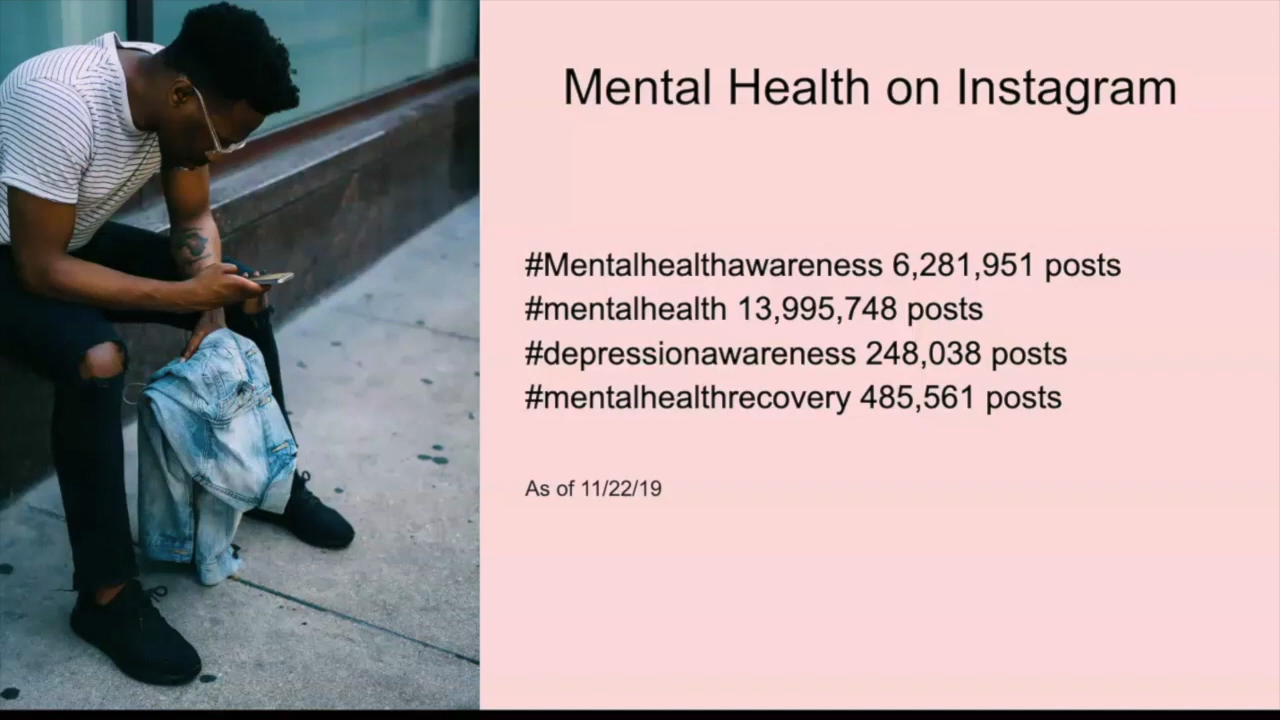 Mental Health on Instagram
#Mentalhealthawareness 6,281,951 posts
#mentalhealth 13,995,748 posts
#depressionawareness 248,038 posts
#mentalhealthrecovery 485,561 posts
As of 11/22/19